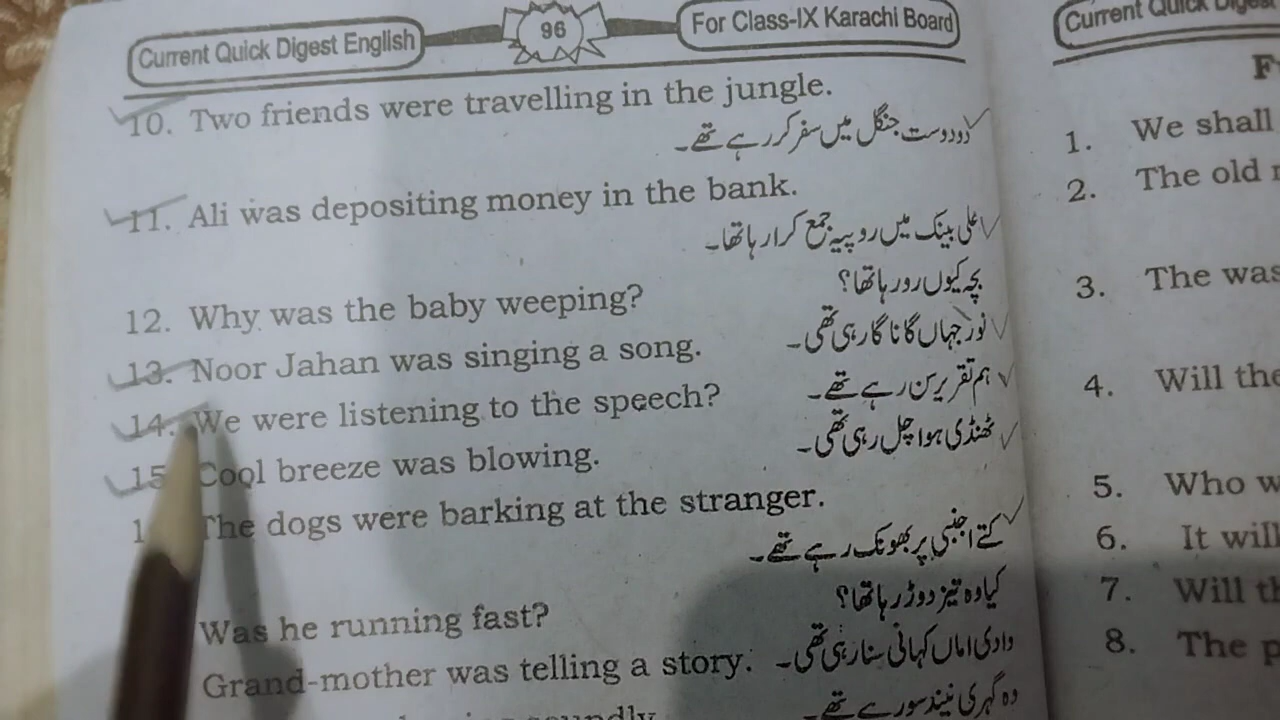 Current Quick Digest English 96 For Class-IX Karachi Board
10. Two friends were travelling in the jungle.
دو دوست جنگل میں سفر کر رہے تھے۔
11. Ali was depositing money in the bank.
علی بینک میں روپیہ جمع کرا رہا تھا۔
12. Why was the baby weeping? بچہ کیوں رو رہا تھا؟
13. Noor Jahan was singing a song. نور جہاں گانا گا رہی تھی۔
14. We were listening to the speech? ہم تقریر سن رہے تھے۔
15 Cool breeze was blowing. ٹھنڈی ہوا چل رہی تھی۔
1 The dogs were barking at the stranger.
کتے اجنبی پر بھونک رہے تھے۔
Was he running fast? کیا وہ تیز دوڑ رہا تھا؟
Grand-mother was telling a story. دادی اماں کہانی سنا رہی تھی۔
وہ گہری نیند سو رہے تھے
Current Quick Digest
1. We shall
2. The old
3. The was
4. Will the
5. Who w
6. It will
7. Will th
8. The p